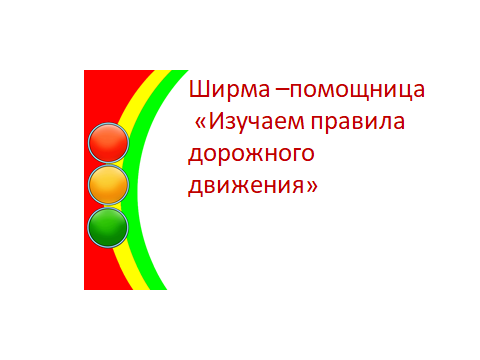 Ширма –помощница
«Изучаем правила
дорожного
движения»